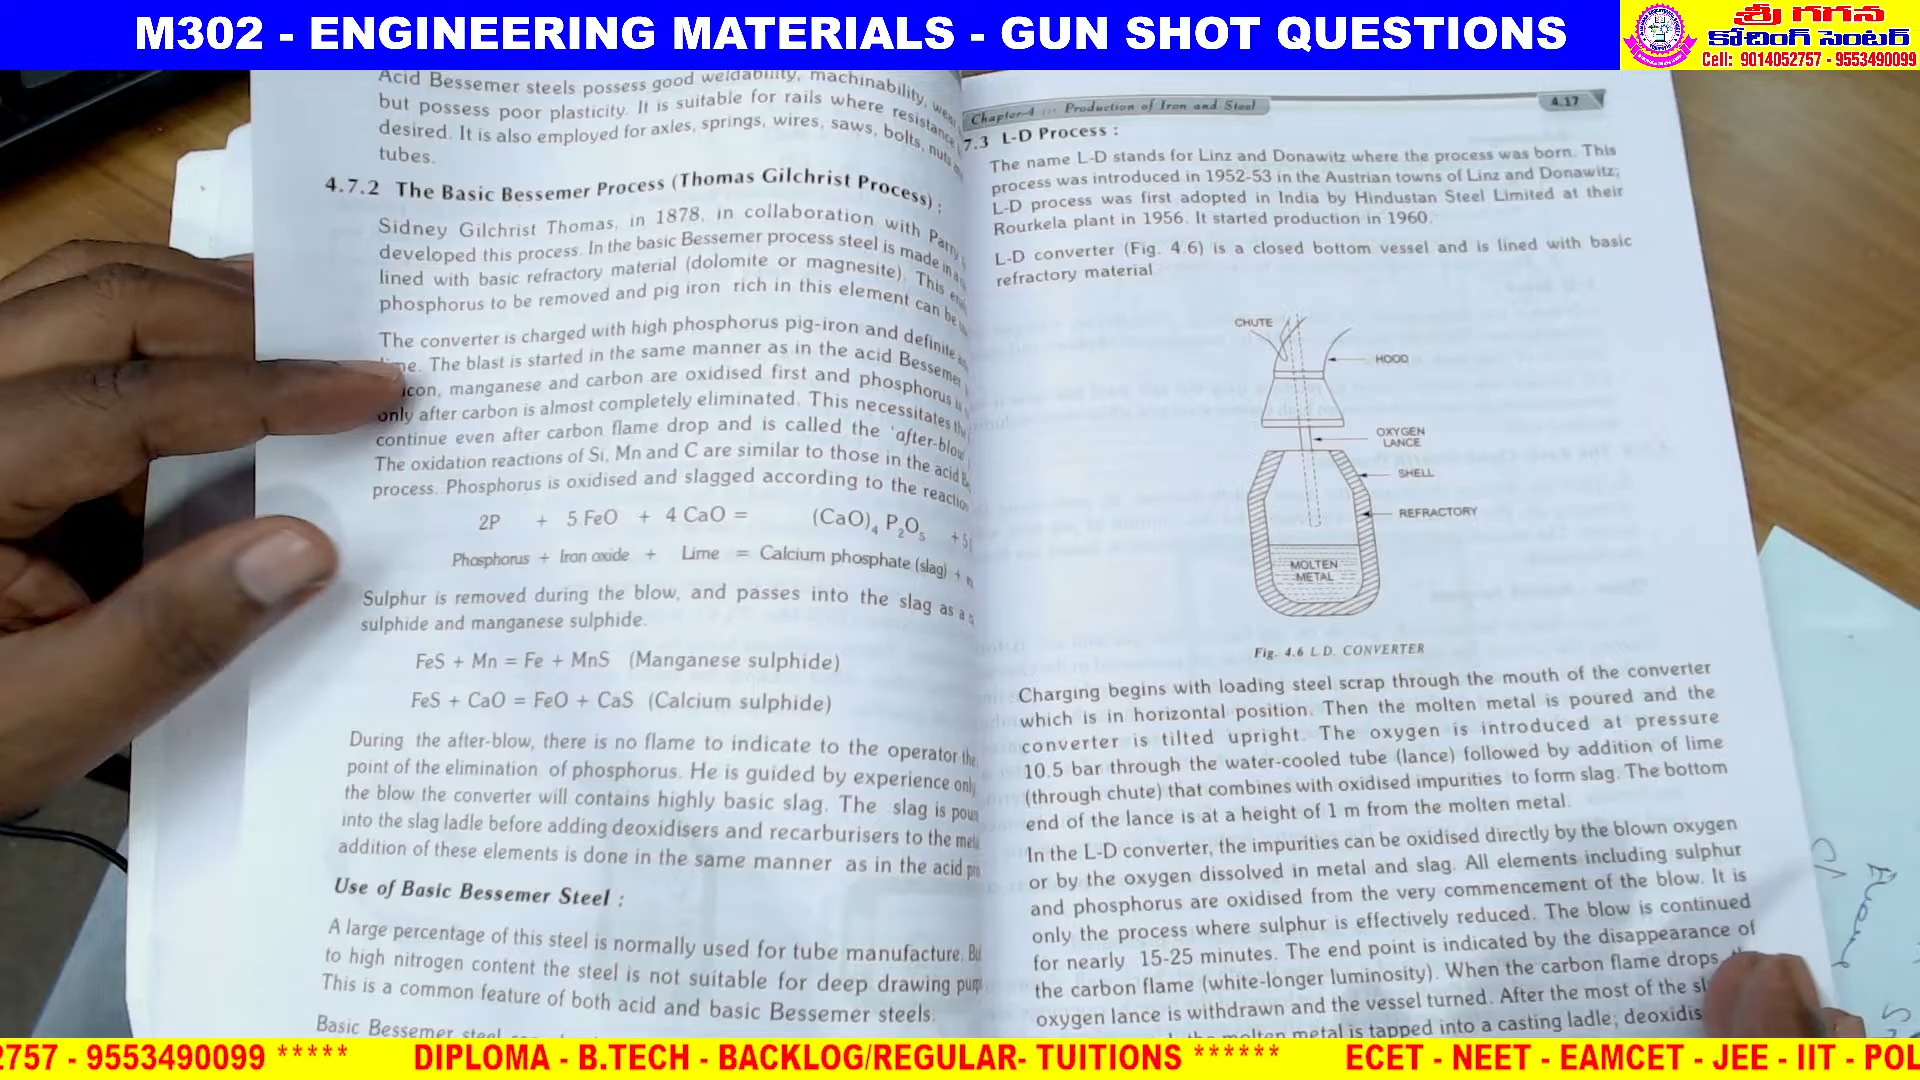 M302 - ENGINEERING MATERIALS - GUN SHOT QUESTIONS
శ్రీ గగన
కోచింగ్ సెంటర్
Cell: 9014052757 - 9553490099
Acid Bessemer steels possess good weldability, machinability, wear
but possess poor plasticity. It is suitable for rails where resistance
desired. It is also employed for axles, springs, wires, saws, bolts, nuts
tubes.
4.7.2 The Basic Bessemer Process (Thomas Gilchrist Process) :
Sidney Gilchrist Thomas, in 1878, in collaboration with Parry
developed this process. In the basic Bessemer process steel is made in a
lined with basic refractory material (dolomite or magnesite). This
phosphorus to be removed and pig iron rich in this element can be
The converter is charged with high phosphorus pig-iron and definite
The blast is started in the same manner as in the acid Bessemer
manganese and carbon are oxidised first and phosphorus is
only after carbon is almost completely eliminated. This necessitates the
continue even after carbon flame drop and is called the 'after-blow'
The oxidation reactions of Si, Mn and C are similar to those in the acid
process. Phosphorus is oxidised and slagged according to the
2P + 5 FeO + 4 CaO = (CaO)₄ P₂O₅ +
Phosphorus + Iron oxide + Lime = Calcium phosphate (slag) +
Sulphur is removed during the blow, and passes into the slag as a
sulphide and manganese sulphide.
FeS + Mn = Fe + MnS (Manganese sulphide)
FeS + CaO = FeO + CaS (Calcium sulphide)
During the after-blow, there is no flame to indicate to the operator the
point of the elimination of phosphorus. He is guided by experience only
the blow the converter will contains highly basic slag. The slag is
into the slag ladle before adding deoxidisers and recarburisers to the
addition of these elements is done in the same manner as in the acid
Use of Basic Bessemer Steel :
A large percentage of this steel is normally used for tube manufacture.
to high nitrogen content the steel is not suitable for deep drawing
This is a common feature of both acid and basic Bessemer steels.
Basic Bessemer steel
Chapter-4 ::: Production of Iron and Steel 4.17
7.3 L-D Process :
The name L-D stands for Linz and Donawitz where the process was born. This
process was introduced in 1952-53 in the Austrian towns of Linz and Donawitz;
L-D process was first adopted in India by Hindustan Steel Limited at their
Rourkela plant in 1956. It started production in 1960.
L-D converter (Fig. 4.6) is a closed bottom vessel and is lined with basic
refractory material
CHUTE
HOOD
OXYGEN
LANCE
SHELL
REFRACTORY
MOLTEN
METAL
Fig. 4.6 L.D. CONVERTER
Charging begins with loading steel scrap through the mouth of the converter
which is in horizontal position. Then the molten metal is poured and the
converter is tilted upright. The oxygen is introduced at pressure
10.5 bar through the water-cooled tube (lance) followed by addition of lime
(through chute) that combines with oxidised impurities to form slag. The bottom
end of the lance is at a height of 1 m from the molten metal.
In the L-D converter, the impurities can be oxidised directly by the blown oxygen
or by the oxygen dissolved in metal and slag. All elements including sulphur
and phosphorus are oxidised from the very commencement of the blow. It is
only the process where sulphur is effectively reduced. The blow is continued
for nearly 15-25 minutes. The end point is indicated by the disappearance of
the carbon flame (white-longer luminosity). When the carbon flame drops,
oxygen lance is withdrawn and the vessel turned. After the most of the
molten metal is tapped into a casting ladle; deoxidis
2757 - 9553490099 ***** DIPLOMA - B.TECH - BACKLOG/REGULAR- TUITIONS ****** ECET - NEET - EAMCET - JEE - IIT - POL